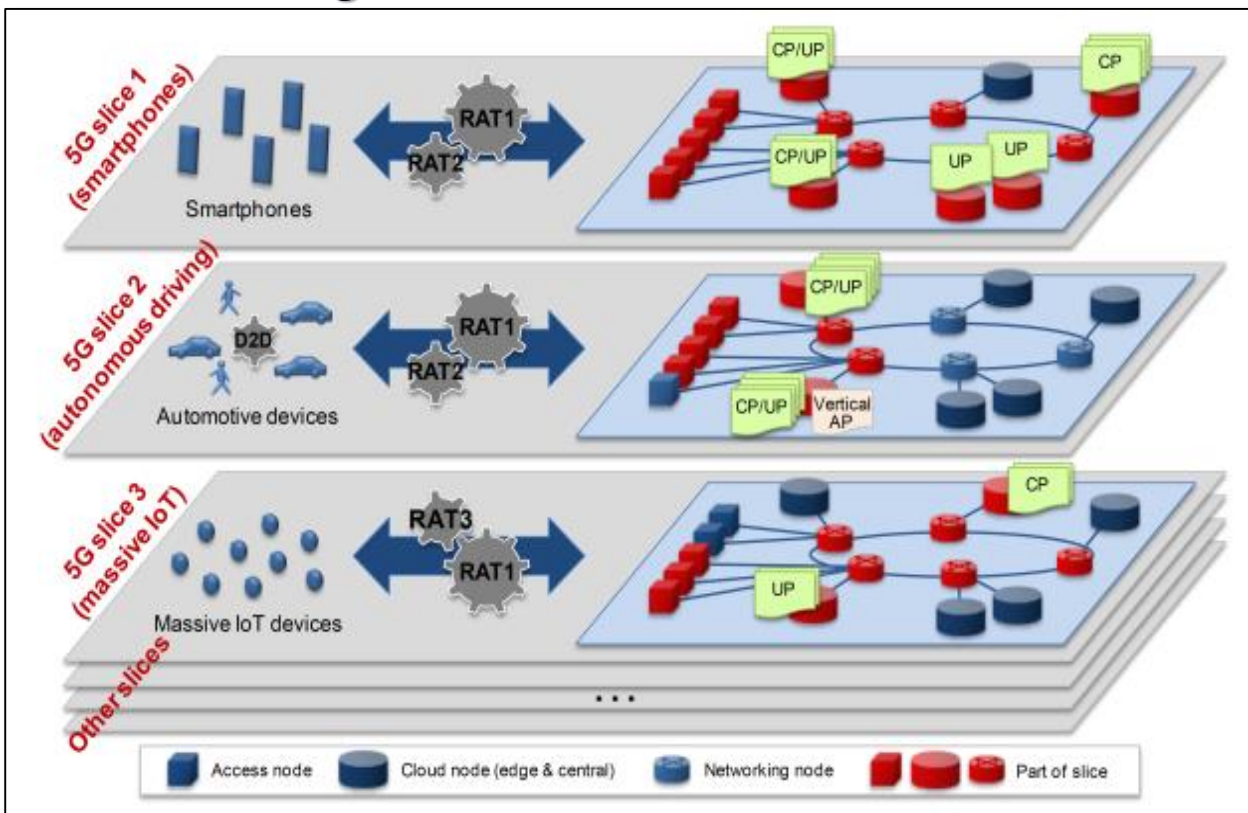 5G slice 1
(smartphones)
Smartphones
RAT1
RAT2
CP/UP
CP/UP
UP
UP
CP
5G slice 2
(autonomous driving)
D2D
Automotive devices
RAT1
RAT2
CP/UP
CP/UP
Vertical
AP
5G slice 3
(massive IoT)
Massive IoT devices
RAT3
RAT1
UP
CP
Other slices
...
Access node
Cloud node (edge & central)
Networking node
Part of slice